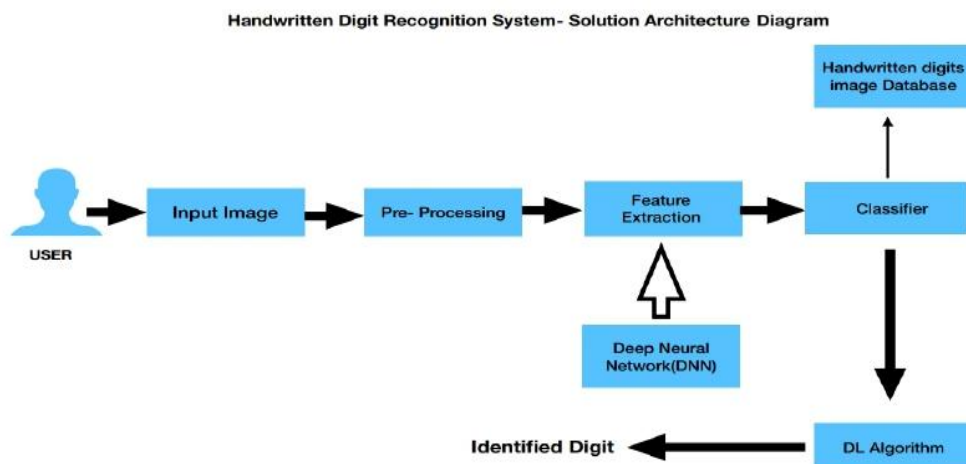 Handwritten Digit Recognition System- Solution Architecture Diagram
Handwritten digits
image Database
USER
Input Image
Pre- Processing
Feature
Extraction
Classifier
Deep Neural
Network(DNN)
Identified Digit
DL Algorithm